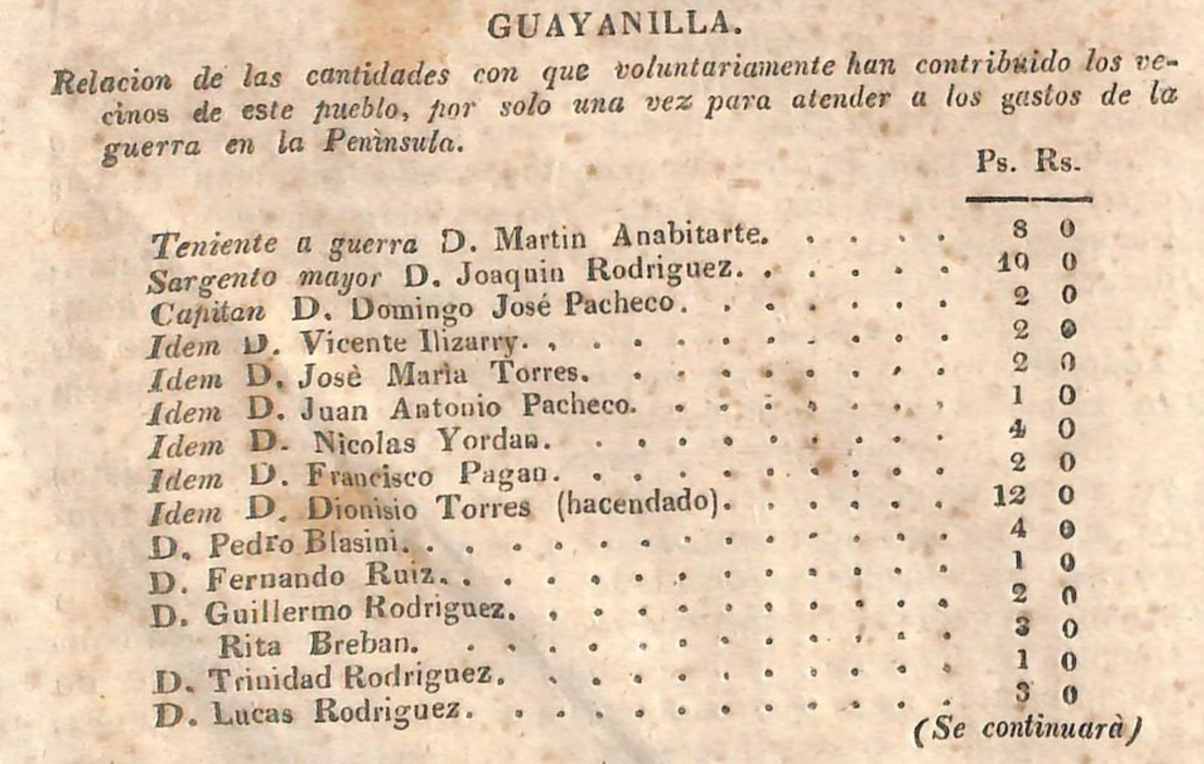 GUAYANILLA.
Relacion de las cantidades con que voluntariamente han contribuido los ve-
cinos de este pueblo, por solo una vez para atender a los gastos de la
guerra en la Penìnsula.
Ps. Rs.
Teniente a guerra D. Martin Anabitarte. . . . . 8 0
Sargento mayor D. Joaquin Rodriguez. . . . . . 10 0
Capitan D. Domingo José Pacheco. . . . . . . 2 0
Idem D. Vicente Ilizarry. . . . . . . . . . . 2 0
Idem D. Josè Marìa Torres. . . . . . . . . 2 0
Idem D. Juan Antonio Pacheco. . . . . . . . 1 0
Idem D. Nicolas Yordan. . . . . . . . . . 4 0
Idem D. Francisco Pagan. . . . . . . . . . 2 0
Idem D. Dionisio Torres (hacendado). . . . . . 12 0
D. Pedro Blasini. . . . . . . . . . . . . . 4 0
D. Fernando Ruiz. . . . . . . . . . . . . 1 0
D. Guillermo Rodriguez. . . . . . . . . . . 2 0
Rita Breban. . . . . . . . . . . . . 3 0
D. Trinidad Rodriguez. . . . . . . . . . . 1 0
D. Lucas Rodriguez. . . . . . . . . . . . 3 0
(Se continuarà)